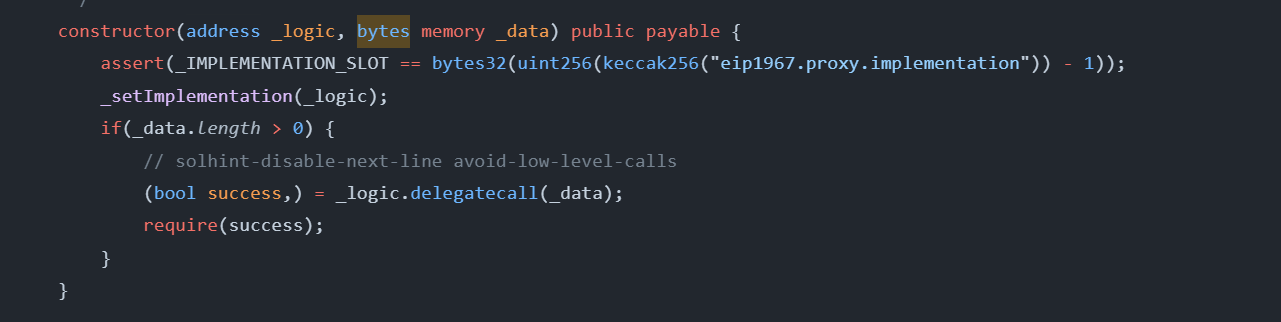 /
constructor(address _logic, bytes memory _data) public payable {
assert(_IMPLEMENTATION_SLOT == bytes32(uint256(keccak256("eip1967.proxy.implementation")) - 1));
_setImplementation(_logic);
if(_data.length > 0) {
// solhint-disable-next-line avoid-low-level-calls
(bool success,) = _logic.delegatecall(_data);
require(success);
}
}